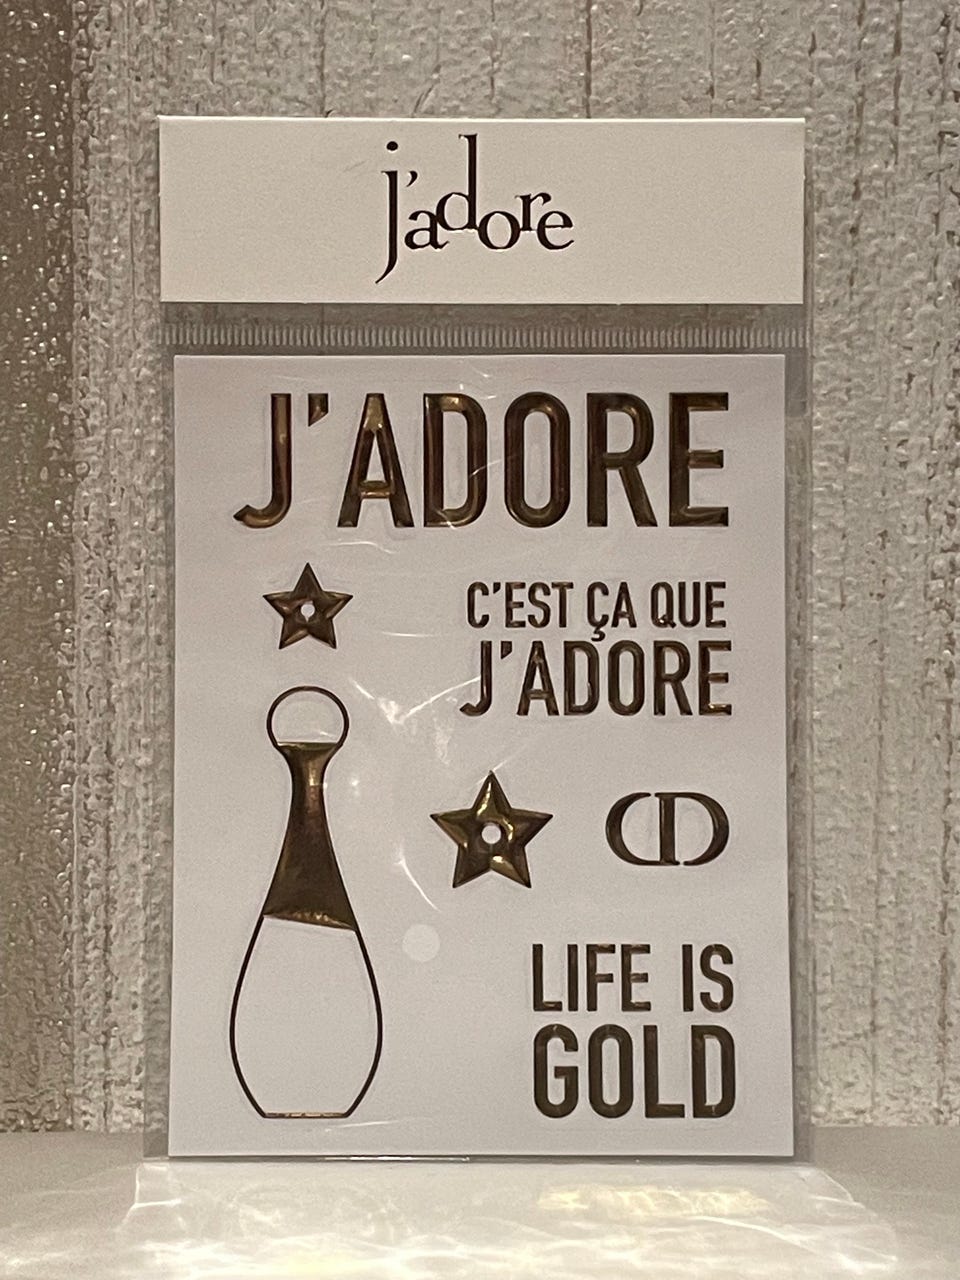 j'adore
J'ADORE
C'EST ÇA QUE
J'ADORE
CD
LIFE IS
GOLD